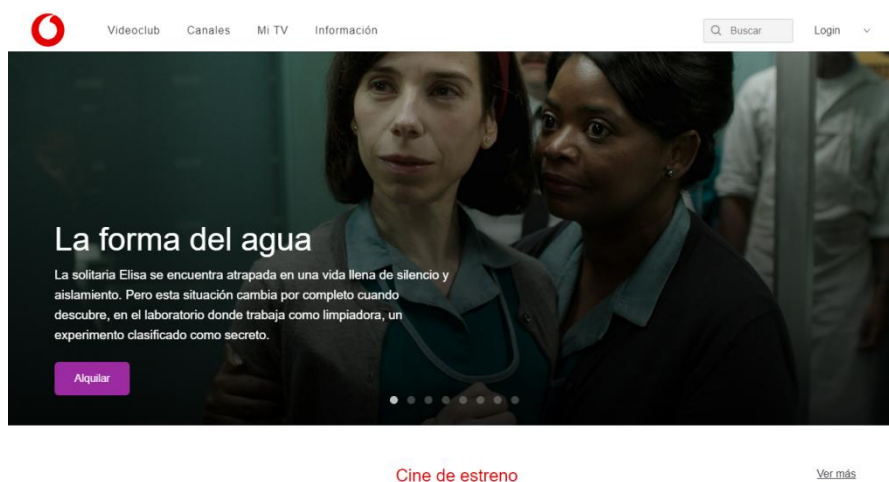 Videoclub Canales Mi TV Información Buscar Login
La forma del agua
La solitaria Elisa se encuentra atrapada en una vida llena de silencio y
aislamiento. Pero esta situación cambia por completo cuando
descubre, en el laboratorio donde trabaja como limpiadora, un
experimento clasificado como secreto.
Alquilar
Cine de estreno Ver más